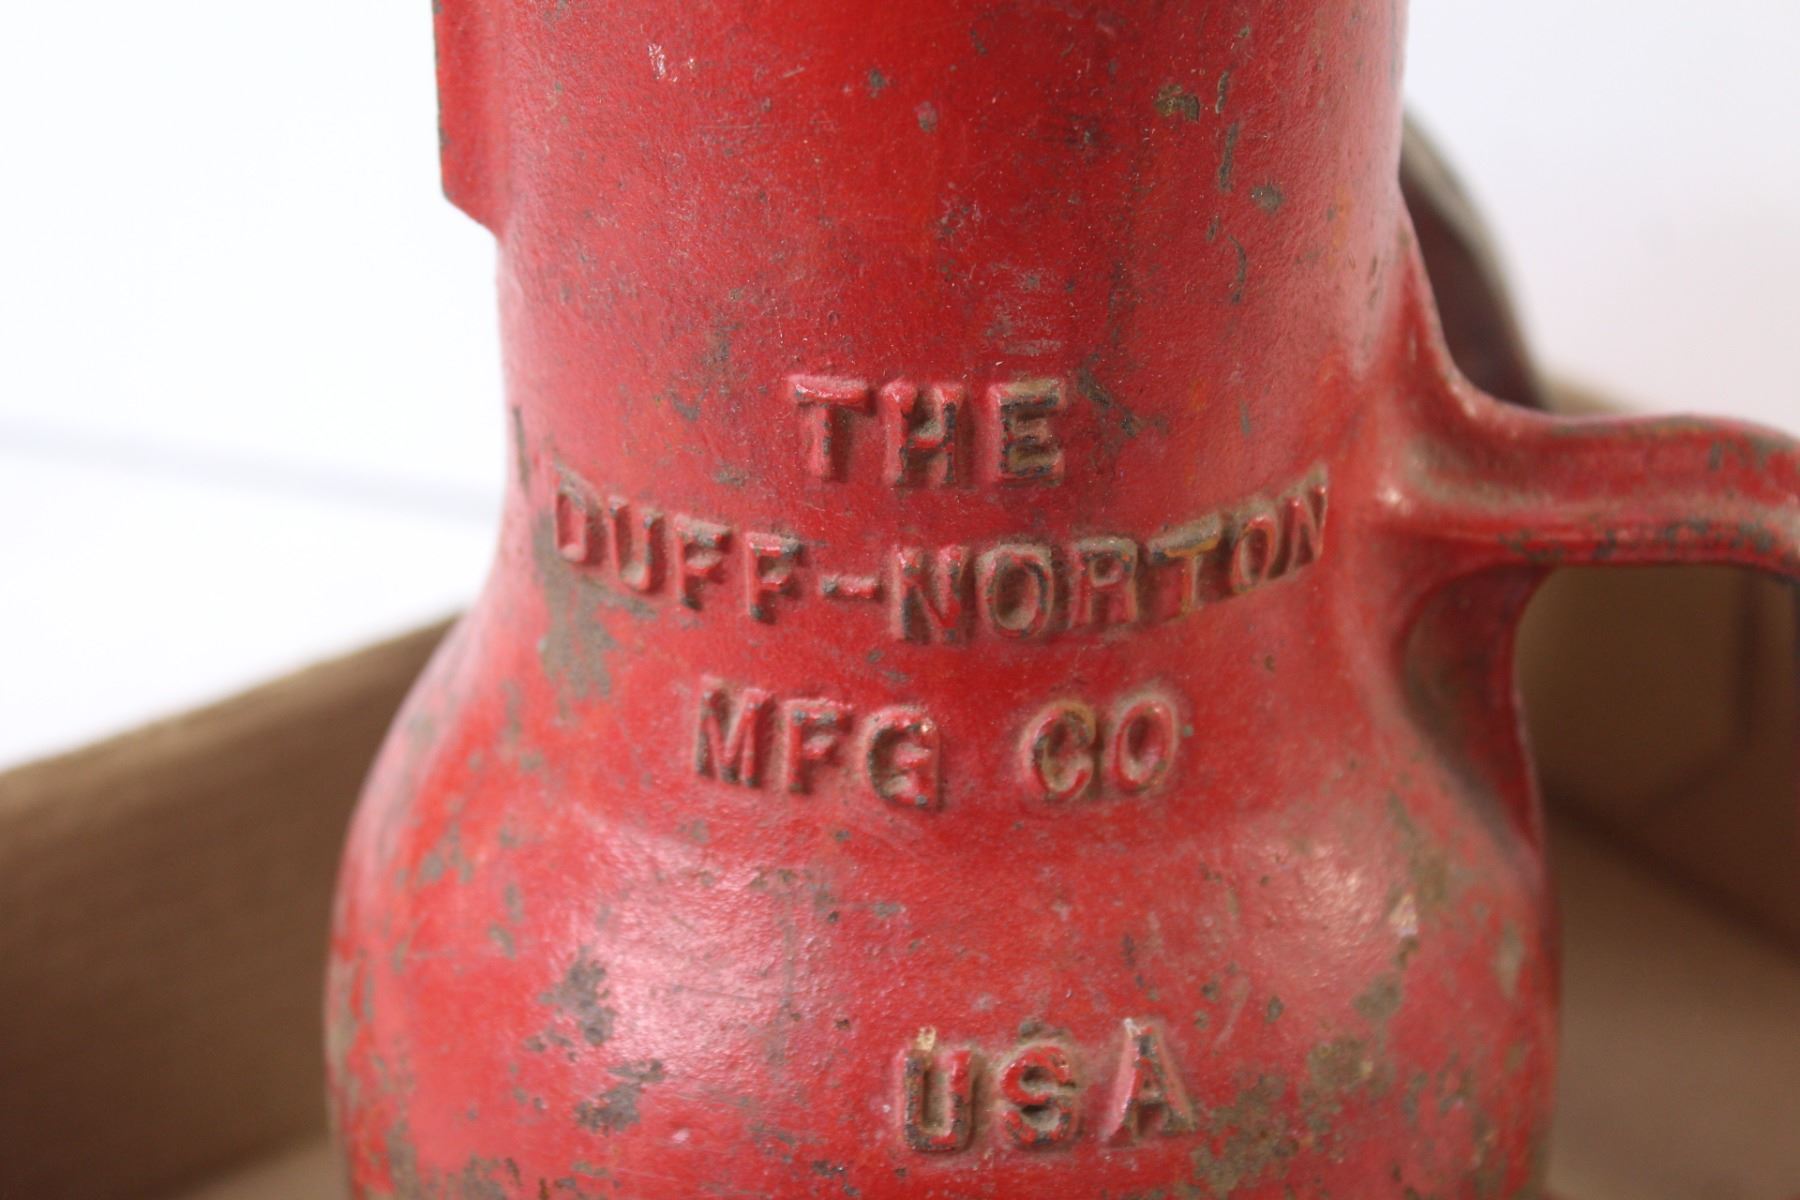 THE
DUFF-NORTON
MFG CO
USA